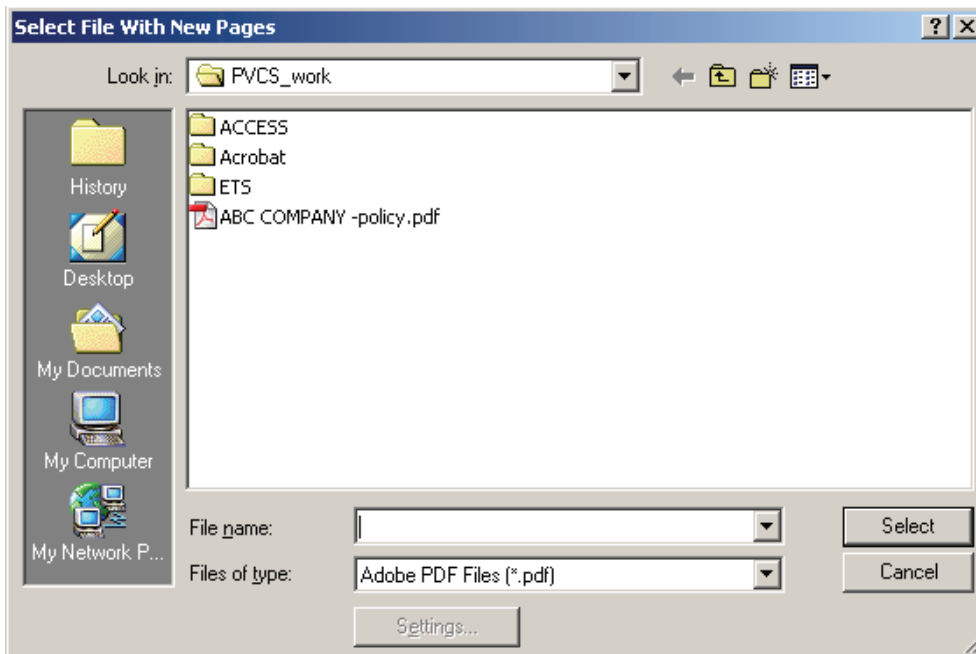 Select File With New Pages
Look in: PVCS_work
ACCESS
Acrobat
ETS
ABC COMPANY -policy.pdf
History
Desktop
My Documents
My Computer
My Network P...
File name:
Select
Files of type: Adobe PDF Files (*.pdf)
Cancel
Settings...